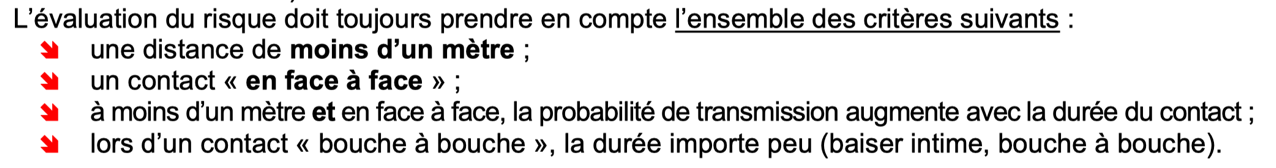 L’évaluation du risque doit toujours prendre en compte l’ensemble des critères suivants :
une distance de moins d’un mètre ;
un contact « en face à face » ;
à moins d’un mètre et en face à face, la probabilité de transmission augmente avec la durée du contact ;
lors d’un contact « bouche à bouche », la durée importe peu (baiser intime, bouche à bouche).